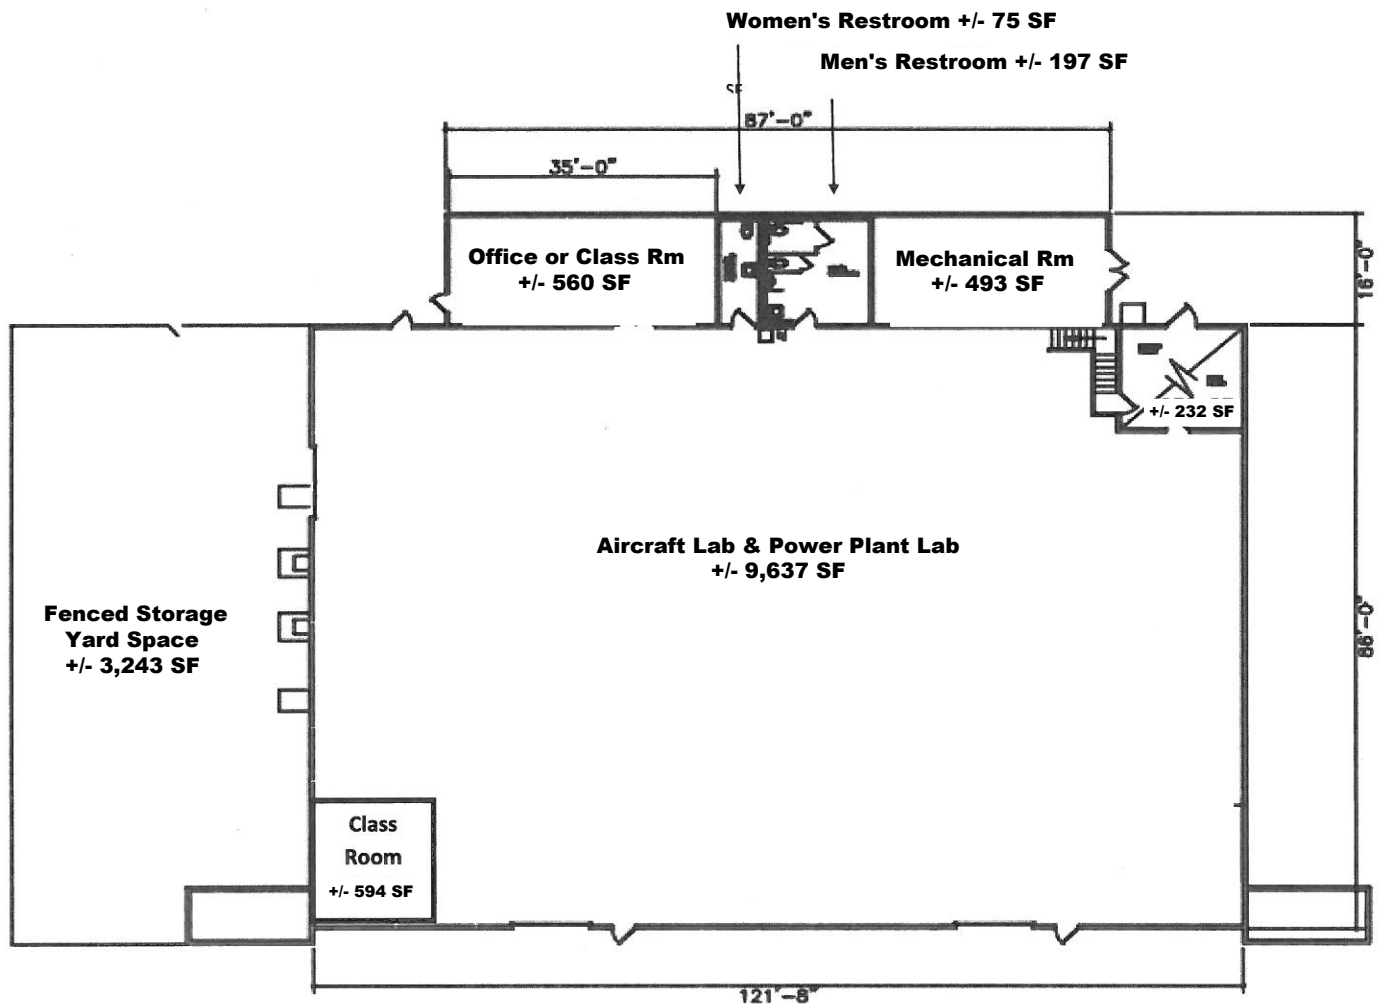 Women's Restroom +/- 75 SF
Men's Restroom +/- 197 SF
SF
87'-0"
35'-0"
Office or Class Rm
+/- 560 SF
Mechanical Rm
+/- 493 SF
16'-0"
+/- 232 SF
Aircraft Lab & Power Plant Lab
+/- 9,637 SF
Fenced Storage
Yard Space
+/- 3,243 SF
Class
Room
+/- 594 SF
121'-8"